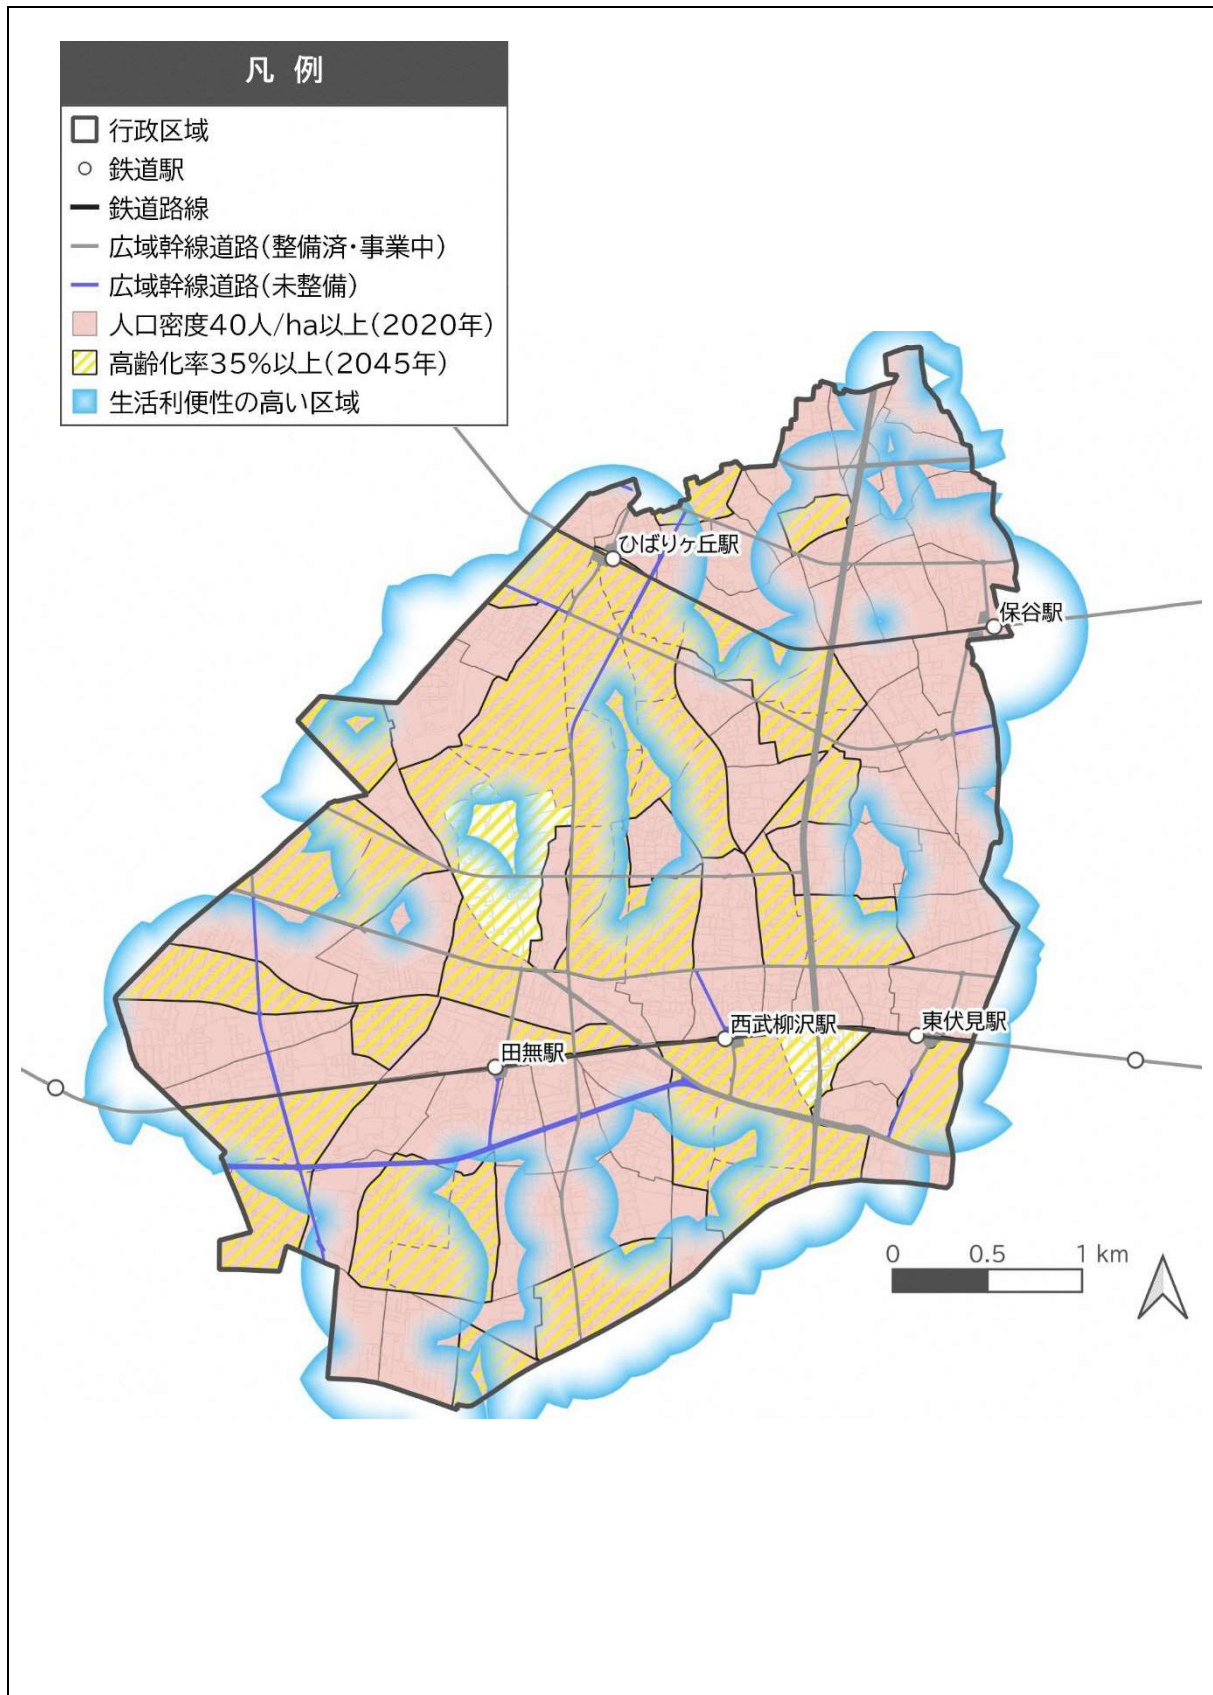 凡 例
行政区域
鉄道駅
鉄道路線
広域幹線道路(整備済・事業中)
広域幹線道路(未整備)
人口密度40人/ha以上(2020年)
高齢化率35%以上(2045年)
生活利便性の高い区域
ひばりヶ丘駅
保谷駅
西武柳沢駅
東伏見駅
田無駅
0 0.5 1 km